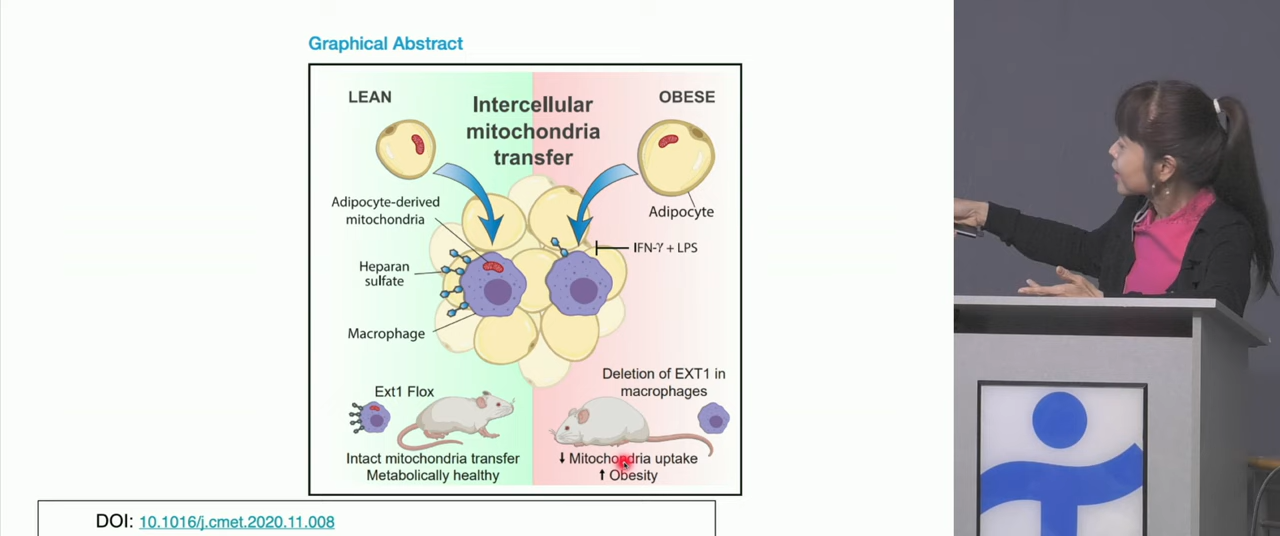 Graphical Abstract
LEAN
OBESE
Intercellular
mitochondria
transfer
Adipocyte-derived
mitochondria
Adipocyte
IFN-γ + LPS
Heparan
sulfate
Macrophage
Deletion of EXT1 in
macrophages
Ext1 Flox
Intact mitochondria transfer
Metabolically healthy
↓ Mitochondria uptake
↑ Obesity
DOI: 10.1016/j.cmet.2020.11.008